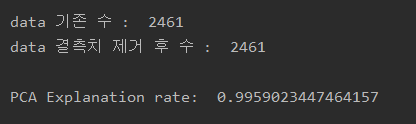 data 기존 수 :  2461
data 결측치 제거 후 수 :  2461
PCA Explanation rate:  0.9959023447464157